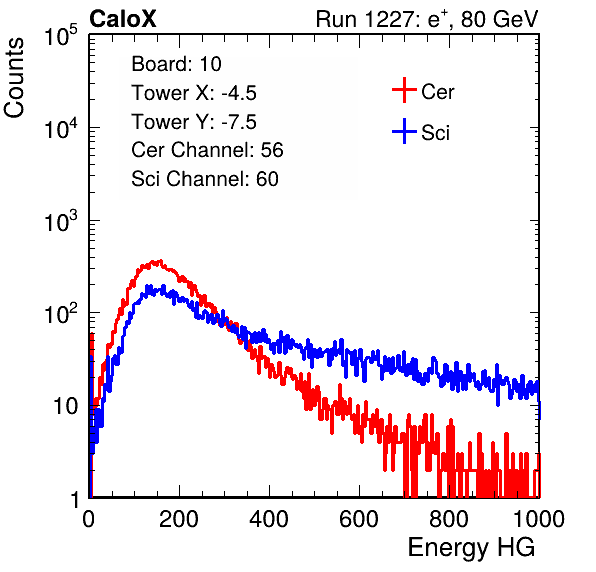 CaloX Run 1227: e⁺, 80 GeV
Counts
10⁵
10⁴
10³
10²
10
1
Board: 10
Tower X: -4.5
Tower Y: -7.5
Cer Channel: 56
Sci Channel: 60
Cer
Sci
0 200 400 600 800 1000
Energy HG